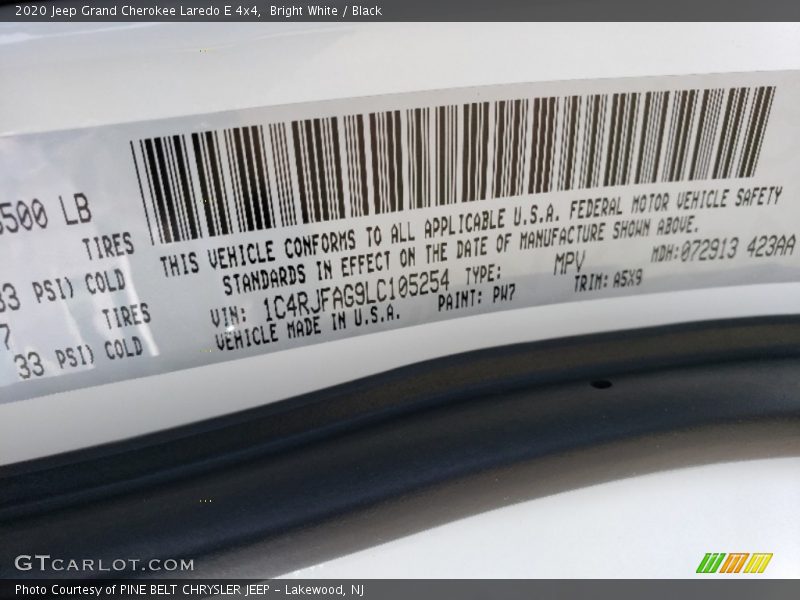 2020 Jeep Grand Cherokee Laredo E 4x4,  Bright White / Black
500 LB
TIRES
33 PSI) COLD
7 TIRES
33 PSI) COLD
THIS VEHICLE CONFORMS TO ALL APPLICABLE U.S.A. FEDERAL MOTOR VEHICLE SAFETY
STANDARDS IN EFFECT ON THE DATE OF MANUFACTURE SHOWN ABOVE.
VIN: 1C4RJFAG9LC105254 TYPE: MPV MDH:072913 423AA
VEHICLE MADE IN U.S.A. PAINT: PW7 TRIM: A5X9
GTCARLOT.COM
Photo Courtesy of PINE BELT CHRYSLER JEEP - Lakewood, NJ